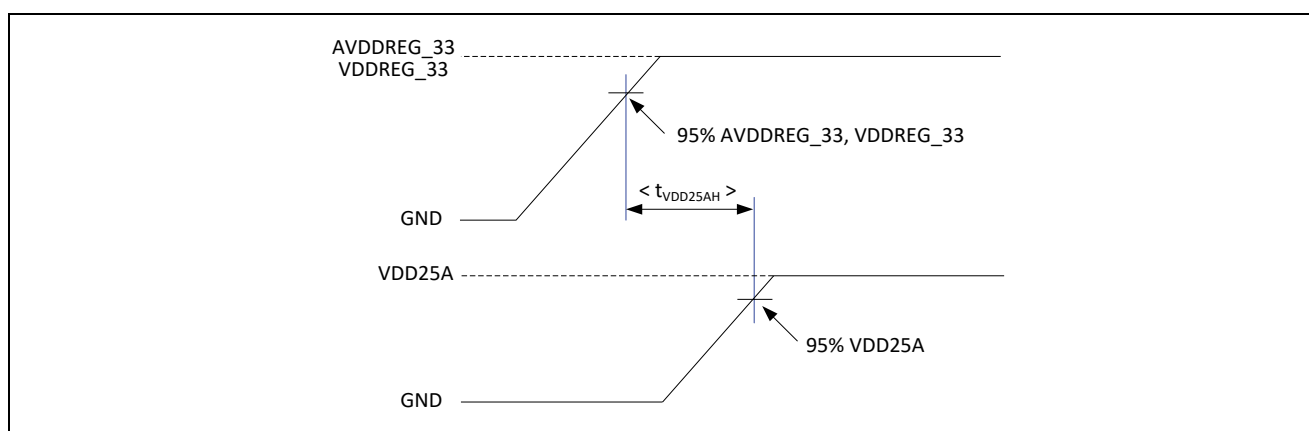 AVDDREG_33
VDDREG_33
95% AVDDREG_33, VDDREG_33
< tVDD25AH >
GND
VDD25A
95% VDD25A
GND